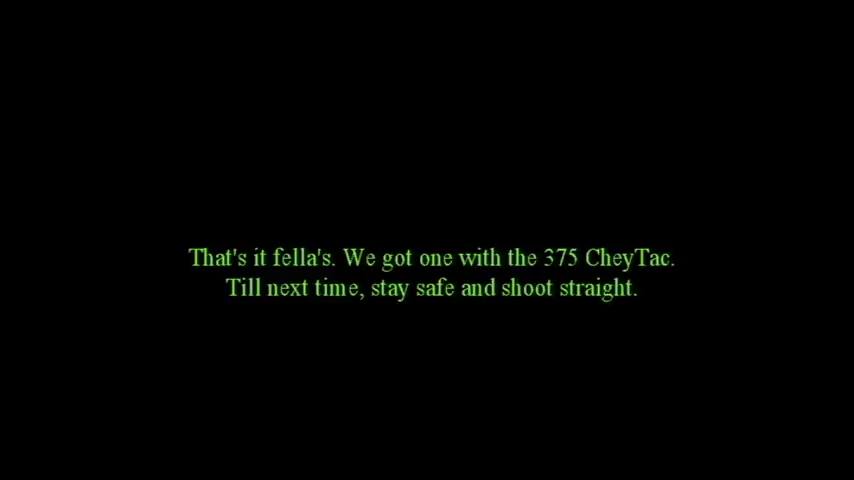 That's it fella's. We got one with the 375 CheyTac.
Till next time, stay safe and shoot straight.